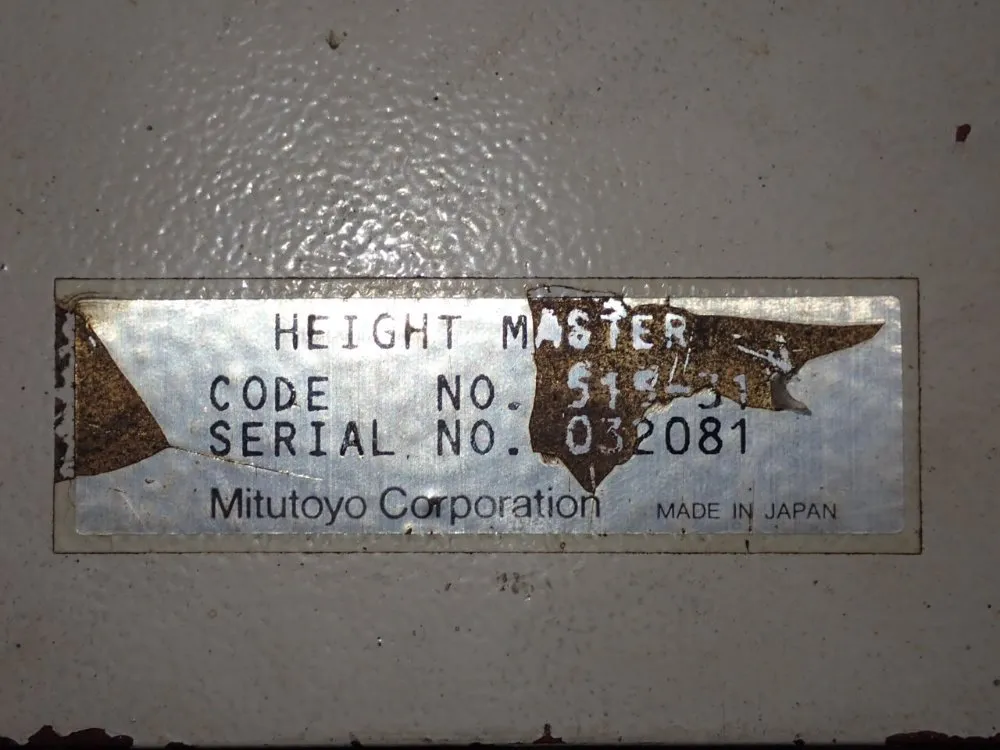 HEIGHT MASTER
CODE NO.
SERIAL NO. 032081
Mitutoyo Corporation
MADE IN JAPAN